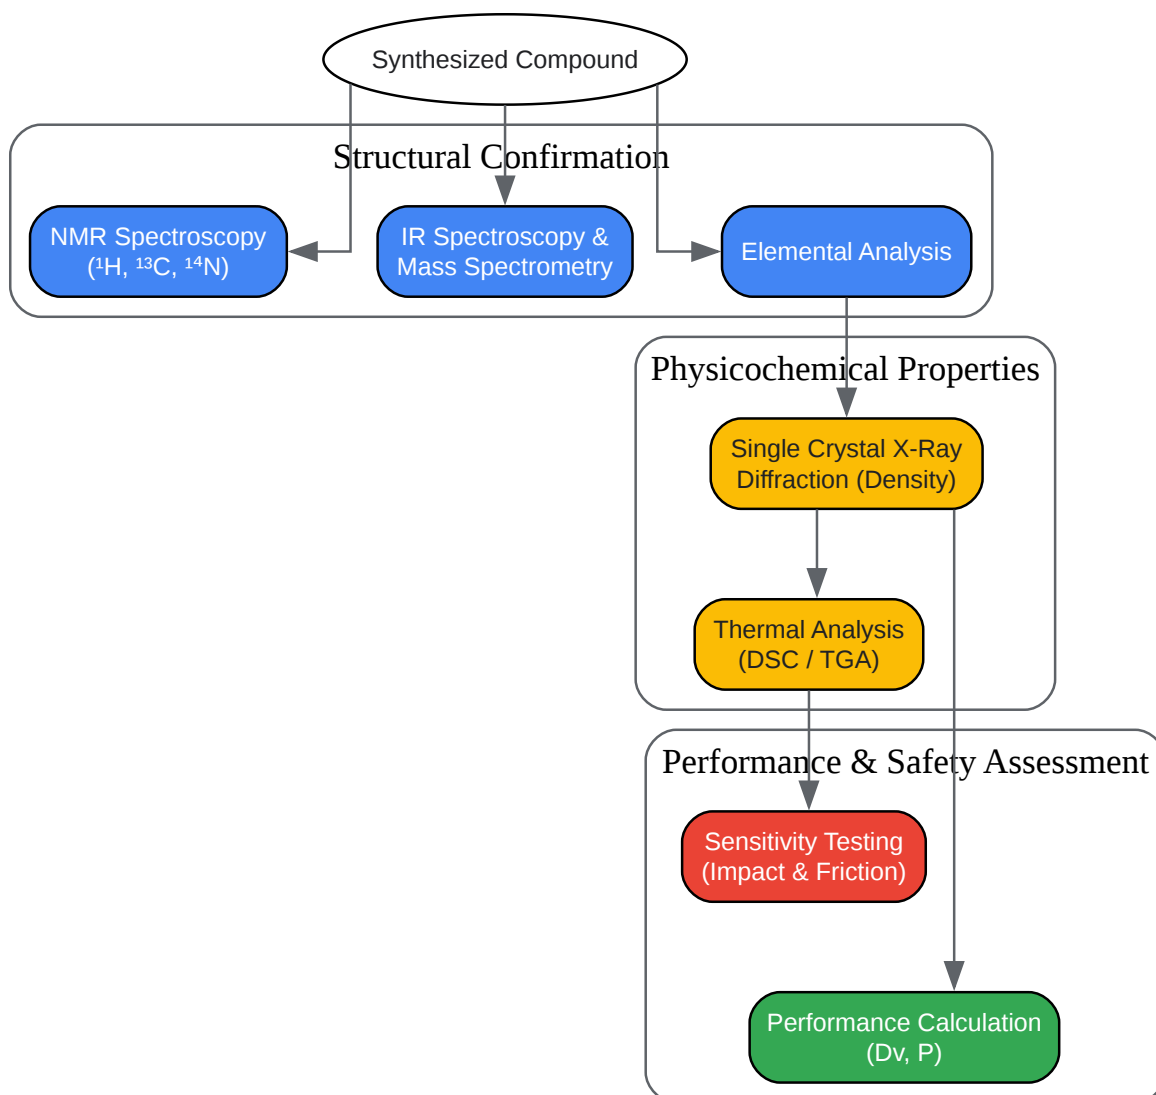 Synthesized Compound
Structural Confirmation
NMR Spectroscopy
(¹H, ¹³C, ¹⁴N)
IR Spectroscopy &
Mass Spectrometry
Elemental Analysis
Physicochemical Properties
Single Crystal X-Ray
Diffraction (Density)
Thermal Analysis
(DSC / TGA)
Performance & Safety Assessment
Sensitivity Testing
(Impact & Friction)
Performance Calculation
(Dv, P)